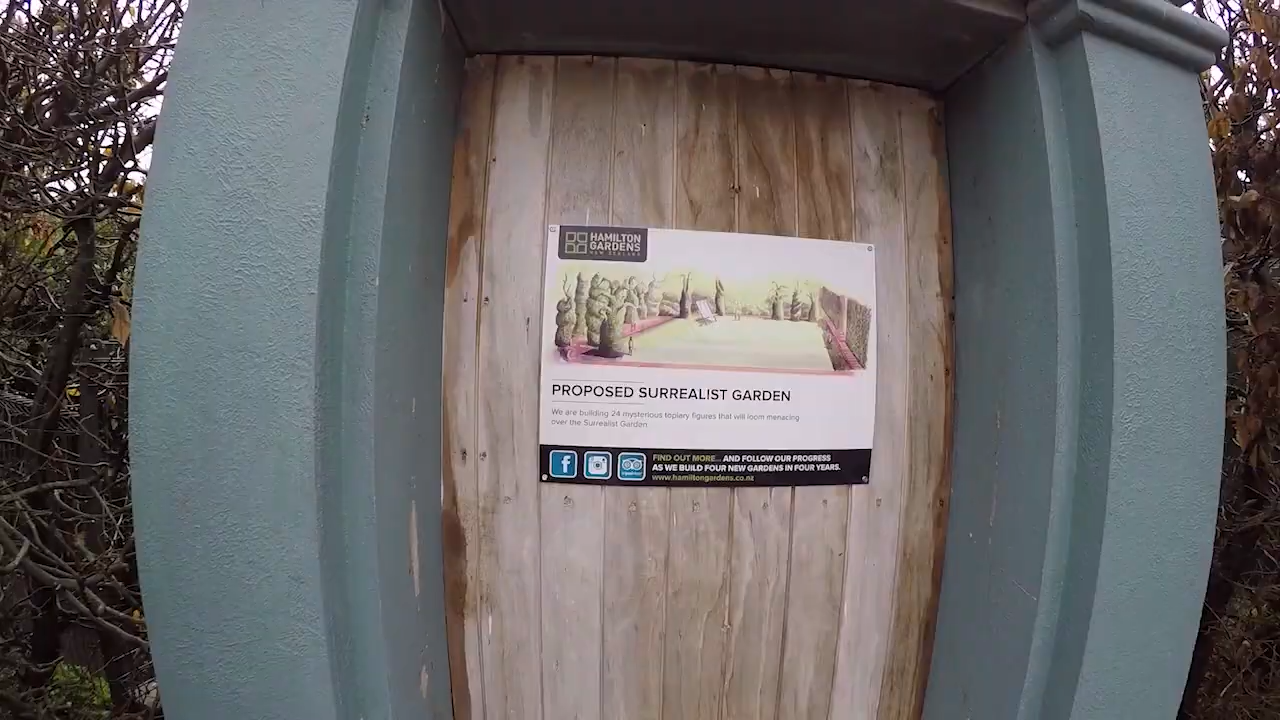 HAMILTON
GARDENS
NEW ZEALAND
PROPOSED SURREALIST GARDEN
We are building 24 mysterious topiary figures that will loom menacing
over the Surrealist Garden
FIND OUT MORE... AND FOLLOW OUR PROGRESS
AS WE BUILD FOUR NEW GARDENS IN FOUR YEARS.
www.hamiltongardens.co.nz